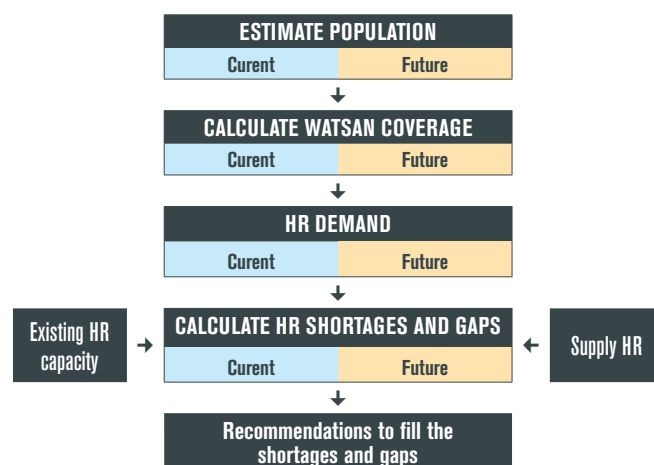 ESTIMATE POPULATION
Curent Future
CALCULATE WATSAN COVERAGE
Curent Future
HR DEMAND
Curent Future
Existing HR
capacity
CALCULATE HR SHORTAGES AND GAPS
Curent Future
Supply HR
Recommendations to fill the
shortages and gaps